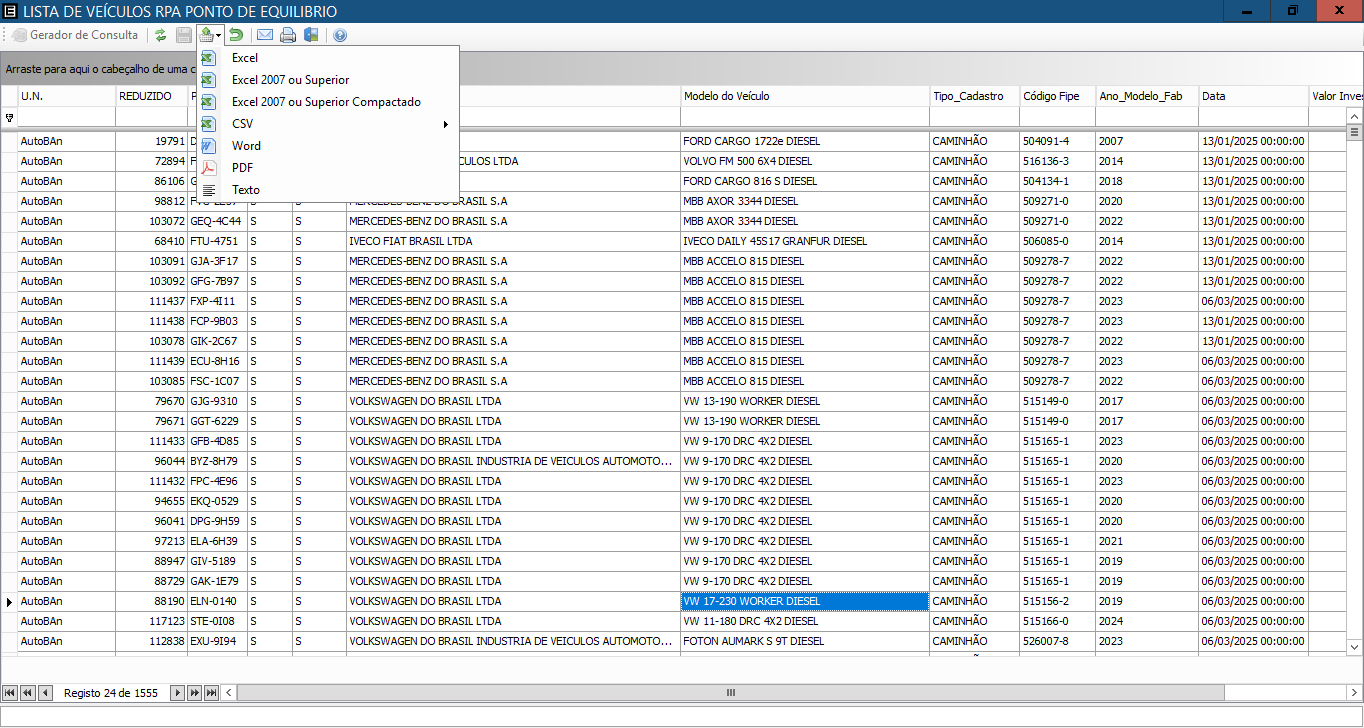 LISTA DE VEÍCULOS RPA PONTO DE EQUILIBRIO
Gerador de Consulta
Excel
Excel 2007 ou Superior
Excel 2007 ou Superior Compactado
CSV
Word
PDF
Texto
Arraste para aqui o cabeçalho de uma c
U.N. REDUZIDO P Modelo do Veículo Tipo_Cadastro Código Fipe Ano_Modelo_Fab Data Valor Inves
AutoBAn 19791 D FORD CARGO 1722e DIESEL CAMINHÃO 504091-4 2007 13/01/2025 00:00:00
AutoBAn 72894 F ICULOS LTDA VOLVO FM 500 6X4 DIESEL CAMINHÃO 516136-3 2014 13/01/2025 00:00:00
AutoBAn 86106 G FORD CARGO 816 S DIESEL CAMINHÃO 504134-1 2018 13/01/2025 00:00:00
AutoBAn 98812 MERCEDES-BENZ DO BRASIL S.A MBB AXOR 3344 DIESEL CAMINHÃO 509271-0 2020 13/01/2025 00:00:00
AutoBAn 103072 GEQ-4C44 S S MERCEDES-BENZ DO BRASIL S.A MBB AXOR 3344 DIESEL CAMINHÃO 509271-0 2022 13/01/2025 00:00:00
AutoBAn 68410 FTU-4751 S S IVECO FIAT BRASIL LTDA IVECO DAILY 45S17 GRANFUR DIESEL CAMINHÃO 506085-0 2014 13/01/2025 00:00:00
AutoBAn 103091 GJA-3F17 S S MERCEDES-BENZ DO BRASIL S.A MBB ACCELO 815 DIESEL CAMINHÃO 509278-7 2022 13/01/2025 00:00:00
AutoBAn 103092 GFG-7B97 S S MERCEDES-BENZ DO BRASIL S.A MBB ACCELO 815 DIESEL CAMINHÃO 509278-7 2022 13/01/2025 00:00:00
AutoBAn 111437 FXP-4I11 S S MERCEDES-BENZ DO BRASIL S.A MBB ACCELO 815 DIESEL CAMINHÃO 509278-7 2023 06/03/2025 00:00:00
AutoBAn 111438 FCP-9B03 S S MERCEDES-BENZ DO BRASIL S.A MBB ACCELO 815 DIESEL CAMINHÃO 509278-7 2023 13/01/2025 00:00:00
AutoBAn 103078 GIK-2C67 S S MERCEDES-BENZ DO BRASIL S.A MBB ACCELO 815 DIESEL CAMINHÃO 509278-7 2022 13/01/2025 00:00:00
AutoBAn 111439 ECU-8H16 S S MERCEDES-BENZ DO BRASIL S.A MBB ACCELO 815 DIESEL CAMINHÃO 509278-7 2023 06/03/2025 00:00:00
AutoBAn 103085 FSC-1C07 S S MERCEDES-BENZ DO BRASIL S.A MBB ACCELO 815 DIESEL CAMINHÃO 509278-7 2022 06/03/2025 00:00:00
AutoBAn 79670 GJG-9310 S S VOLKSWAGEN DO BRASIL LTDA VW 13-190 WORKER DIESEL CAMINHÃO 515149-0 2017 06/03/2025 00:00:00
AutoBAn 79671 GGT-6229 S S VOLKSWAGEN DO BRASIL LTDA VW 13-190 WORKER DIESEL CAMINHÃO 515149-0 2017 06/03/2025 00:00:00
AutoBAn 111433 GFB-4D85 S S VOLKSWAGEN DO BRASIL LTDA VW 9-170 DRC 4X2 DIESEL CAMINHÃO 515165-1 2023 06/03/2025 00:00:00
AutoBAn 96044 BYZ-8H79 S S VOLKSWAGEN DO BRASIL INDUSTRIA DE VEICULOS AUTOMOTO... VW 9-170 DRC 4X2 DIESEL CAMINHÃO 515165-1 2020 06/03/2025 00:00:00
AutoBAn 111432 FPC-4E96 S S VOLKSWAGEN DO BRASIL LTDA VW 9-170 DRC 4X2 DIESEL CAMINHÃO 515165-1 2023 06/03/2025 00:00:00
AutoBAn 94655 EKQ-0529 S S VOLKSWAGEN DO BRASIL LTDA VW 9-170 DRC 4X2 DIESEL CAMINHÃO 515165-1 2020 06/03/2025 00:00:00
AutoBAn 96041 DPG-9H59 S S VOLKSWAGEN DO BRASIL LTDA VW 9-170 DRC 4X2 DIESEL CAMINHÃO 515165-1 2020 06/03/2025 00:00:00
AutoBAn 97213 ELA-6H39 S S VOLKSWAGEN DO BRASIL LTDA VW 9-170 DRC 4X2 DIESEL CAMINHÃO 515165-1 2021 06/03/2025 00:00:00
AutoBAn 88947 GIV-5189 S S VOLKSWAGEN DO BRASIL LTDA VW 9-170 DRC 4X2 DIESEL CAMINHÃO 515165-1 2019 06/03/2025 00:00:00
AutoBAn 88729 GAK-1E79 S S VOLKSWAGEN DO BRASIL LTDA VW 9-170 DRC 4X2 DIESEL CAMINHÃO 515165-1 2019 06/03/2025 00:00:00
AutoBAn 88190 ELN-0140 S S VOLKSWAGEN DO BRASIL LTDA VW 17-230 WORKER DIESEL CAMINHÃO 515156-2 2019 06/03/2025 00:00:00
AutoBAn 117123 STE-0I08 S S VOLKSWAGEN DO BRASIL LTDA VW 11-180 DRC 4X2 DIESEL CAMINHÃO 515166-0 2024 06/03/2025 00:00:00
AutoBAn 112838 EXU-9I94 S S VOLKSWAGEN DO BRASIL INDUSTRIA DE VEICULOS AUTOMOTO... FOTON AUMARK S 9T DIESEL CAMINHÃO 526007-8 2023 06/03/2025 00:00:00
Registo 24 de 1555